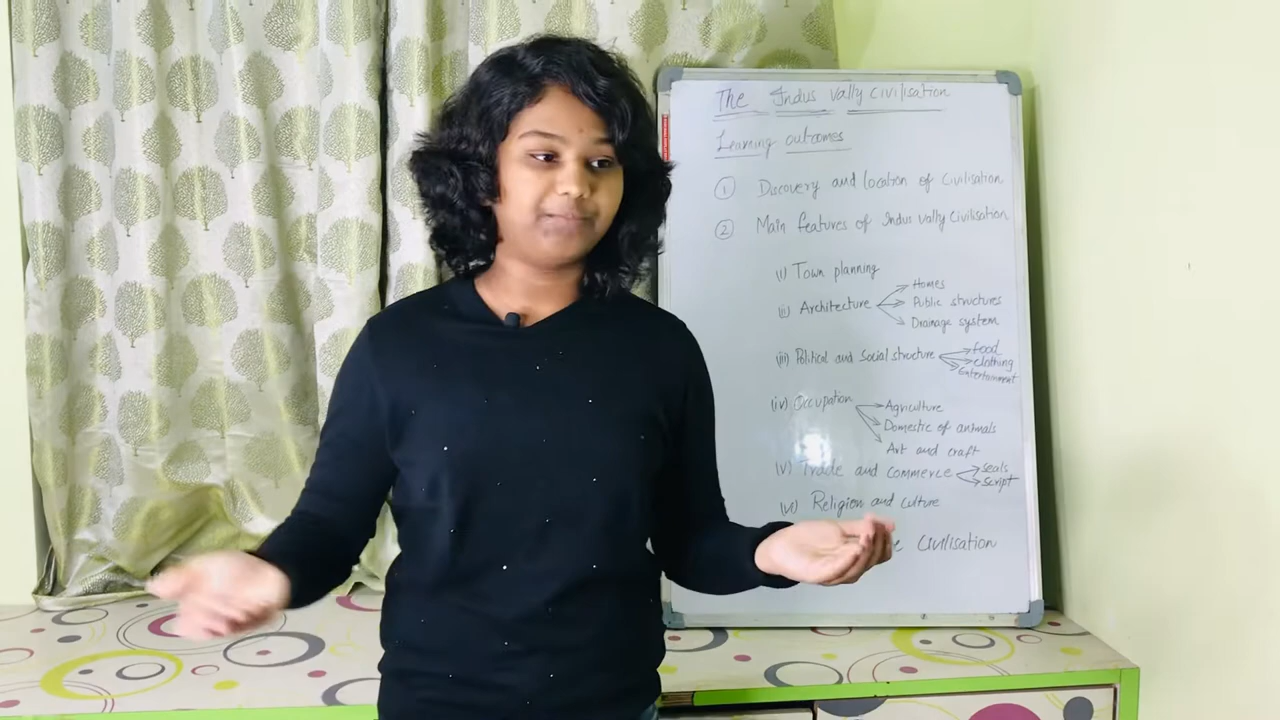 The Indus Vally Civilisation
Learning outcomes
① Discovery and location of Civilisation
② Main features of Indus Vally Civilisation
(i) Town planning
(ii) Architecture
Homes
Public structures
Drainage system
(iii) Political and Social structure
Food
Clothing
Entertainment
(iv) Occupation
Agriculture
Domestic of animals
Art and craft
(v) Trade and commerce
seals
script
(vi) Religion and culture
Civilisation